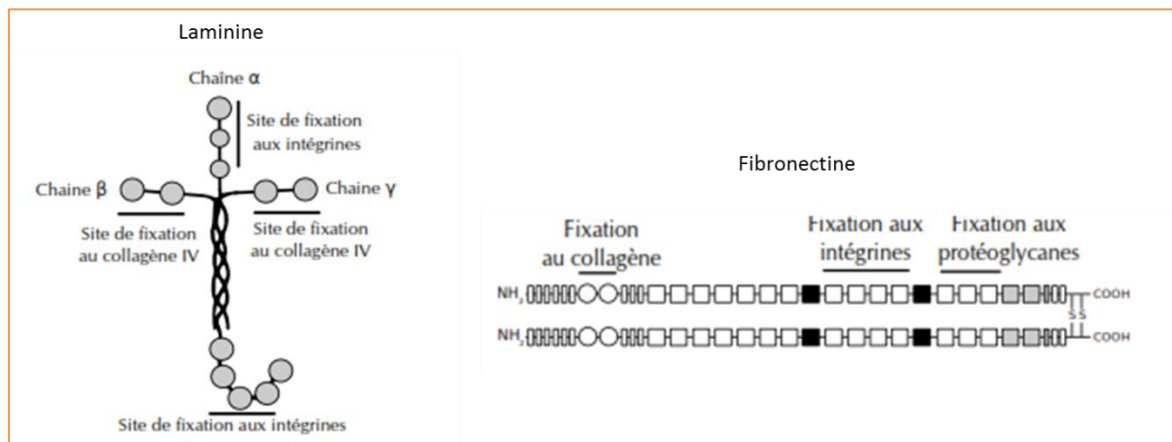 Laminine
Chaîne α
Site de fixation
aux intégrines
Chaine β
Chaine γ
Site de fixation
au collagène IV
Site de fixation
au collagène IV
Site de fixation aux intégrines
Fibronectine
Fixation
au collagène
Fixation aux
intégrines
Fixation aux
protéoglycanes
NH₂
COOH
S S
NH₂
COOH